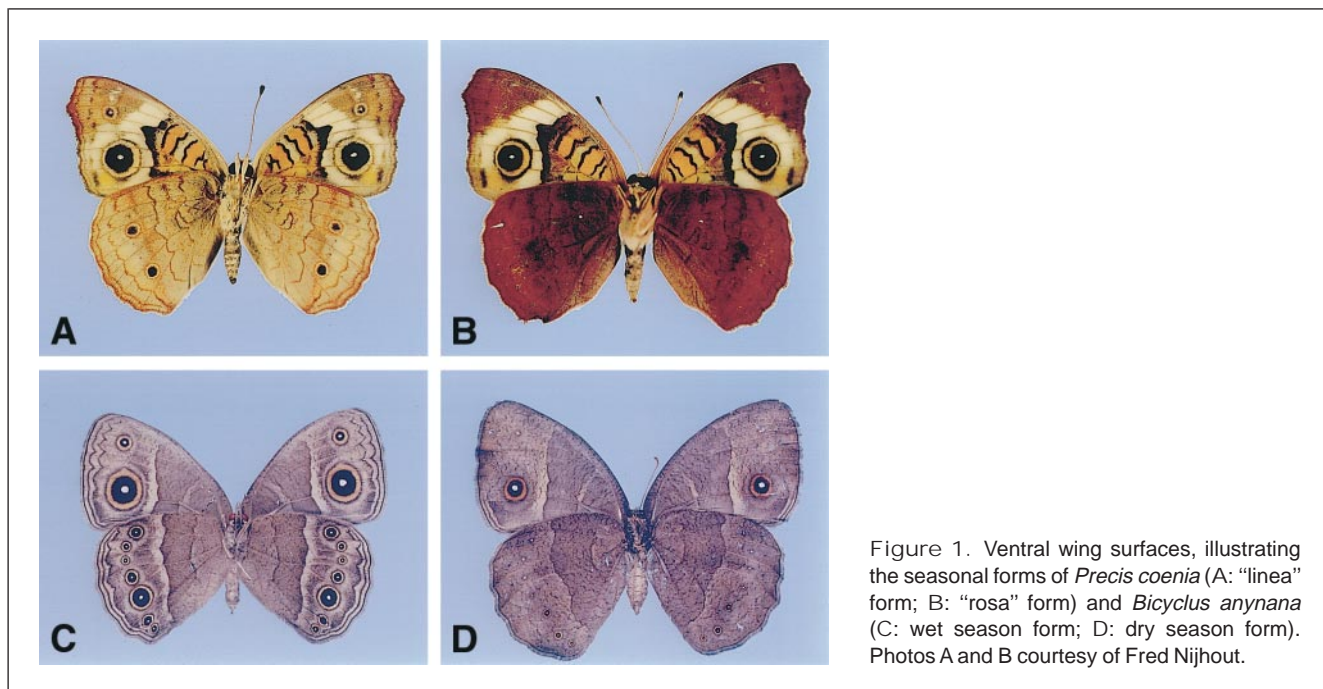 A
B
C
D
Figure 1. Ventral wing surfaces, illustrating
the seasonal forms of Precis coenia (A: “linea”
form; B: “rosa” form) and Bicyclus anynana
(C: wet season form; D: dry season form).
Photos A and B courtesy of Fred Nijhout.